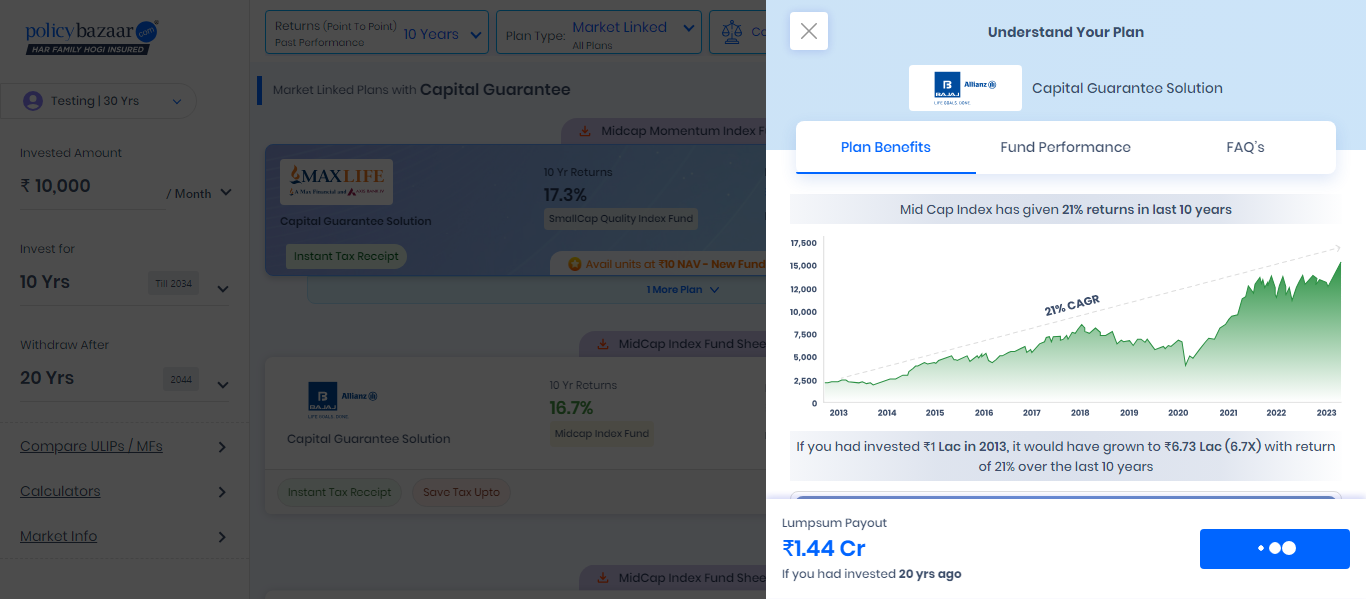 policybazaar.com
HAR FAMILY HOGI INSURED
Testing | 30 Yrs
Invested Amount
₹ 10,000
/ Month
Invest for
10 Yrs
Till 2034
Withdraw After
20 Yrs
2044
Compare ULIPs / MFs
Calculators
Market Info
Returns (Point To Point)
Past Performance
10 Years
Plan Type:
Market Linked
All Plans
Co
Market Linked Plans with Capital Guarantee
Midcap Momentum Index F
MAX LIFE
Capital Guarantee Solution
10 Yr Returns
17.3%
SmallCap Quality Index Fund
Instant Tax Receipt
Avail units at ₹10 NAV - New Fund
1 More Plan
MidCap Index Fund Shee
BAJAJ Allianz
LIFE GOALS. DONE.
Capital Guarantee Solution
10 Yr Returns
16.7%
Midcap Index Fund
Instant Tax Receipt
Save Tax Upto
MidCap Index Fund Shee
Understand Your Plan
BAJAJ Allianz
LIFE GOALS. DONE.
Capital Guarantee Solution
Plan Benefits
Fund Performance
FAQ's
Mid Cap Index has given 21% returns in last 10 years
17,500
15,000
12,000
10,000
7,500
5,000
2,500
0
21% CAGR
2013 2014 2015 2016 2017 2018 2019 2020 2021 2022 2023
If you had invested ₹1 Lac in 2013, it would have grown to ₹6.73 Lac (6.7X) with return
of 21% over the last 10 years
Lumpsum Payout
₹1.44 Cr
If you had invested 20 yrs ago